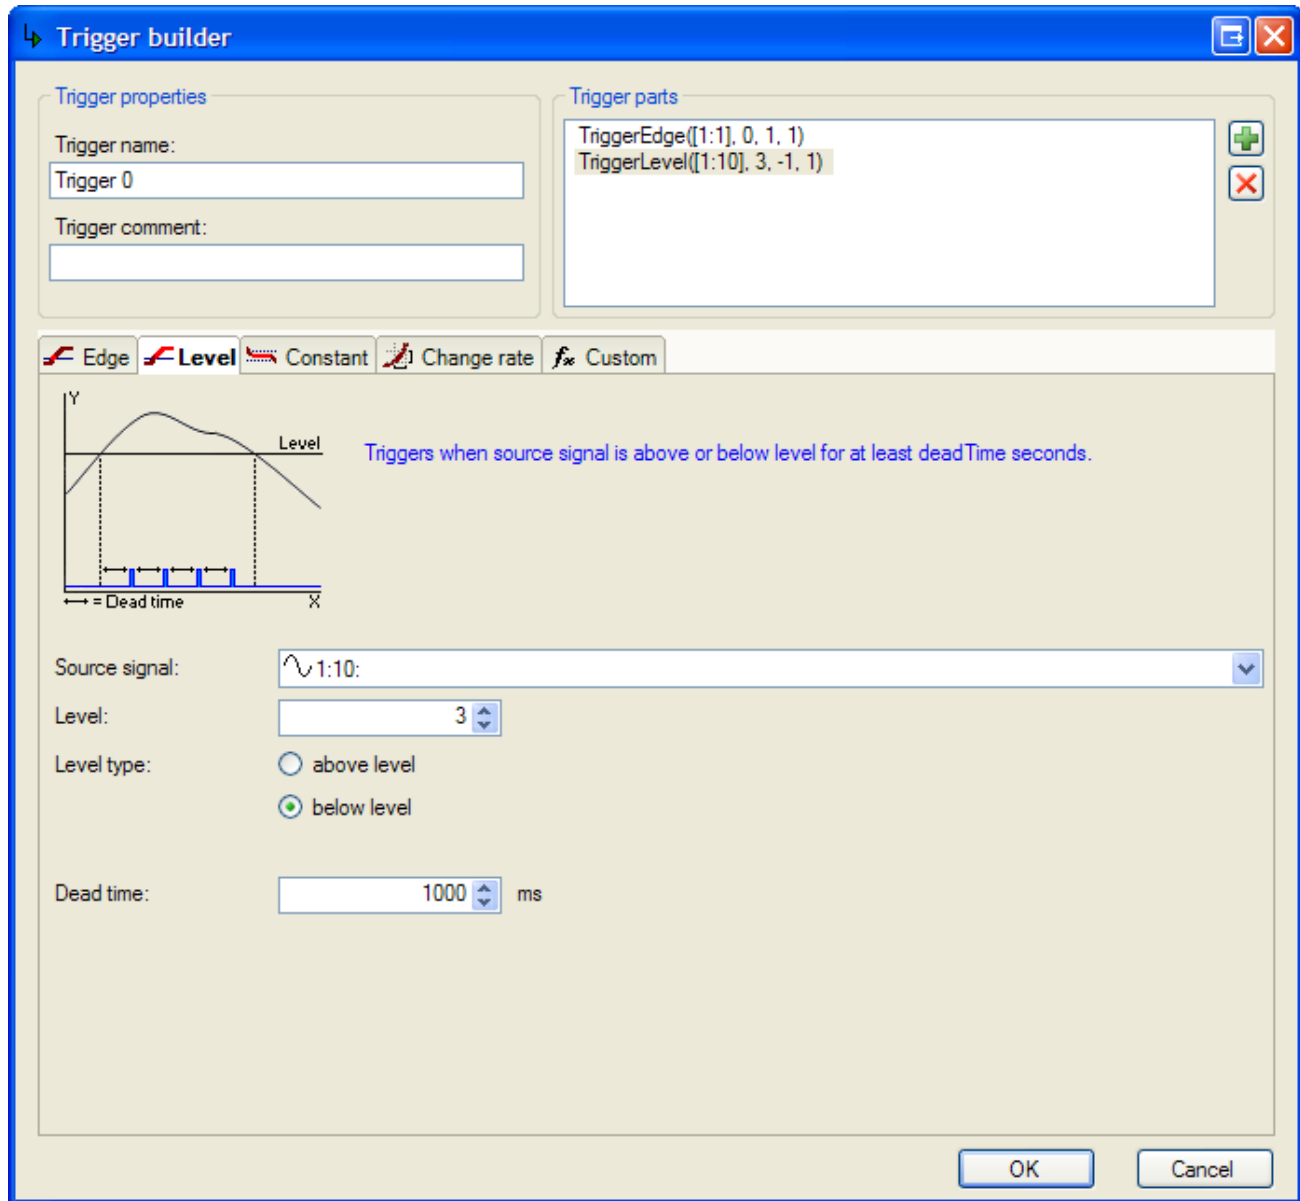 Trigger builder
Trigger properties
Trigger name:
Trigger 0
Trigger comment:
Trigger parts
TriggerEdge([1:1], 0, 1, 1)
TriggerLevel([1:10], 3, -1, 1)
Edge Level Constant Change rate fx Custom
Y
Level
= Dead time X
Triggers when source signal is above or below level for at least deadTime seconds.
Source signal: 1:10:
Level: 3
Level type: above level
below level
Dead time: 1000 ms
OK Cancel